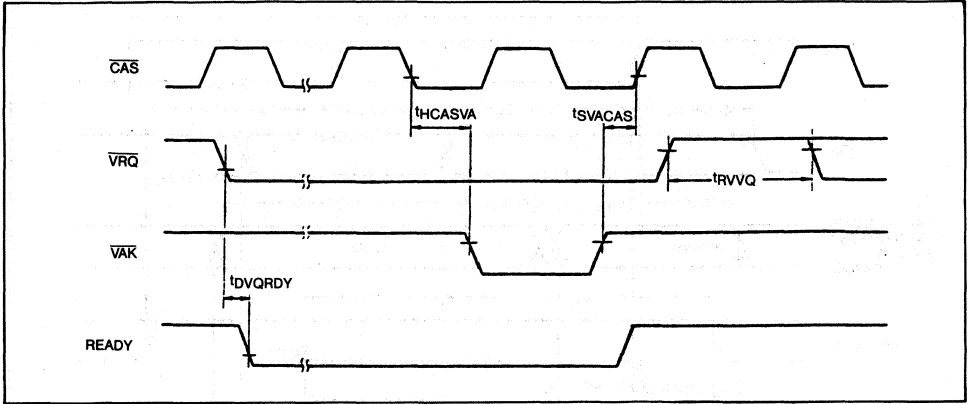 CAS
tHCASVA
tSVACAS
VRQ
tRVVQ
VAK
tDVQRDY
READY